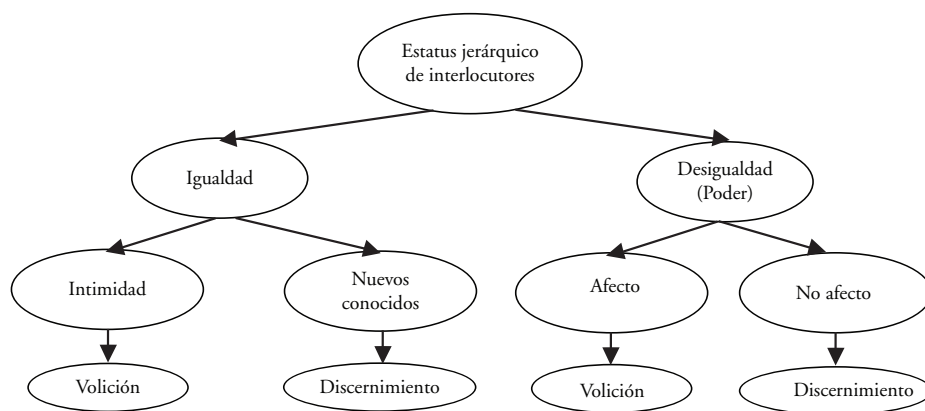 Estatus jerárquico
de interlocutores
Igualdad
Desigualdad
(Poder)
Intimidad
Nuevos
conocidos
Afecto
No afecto
Volición
Discernimiento
Volición
Discernimiento